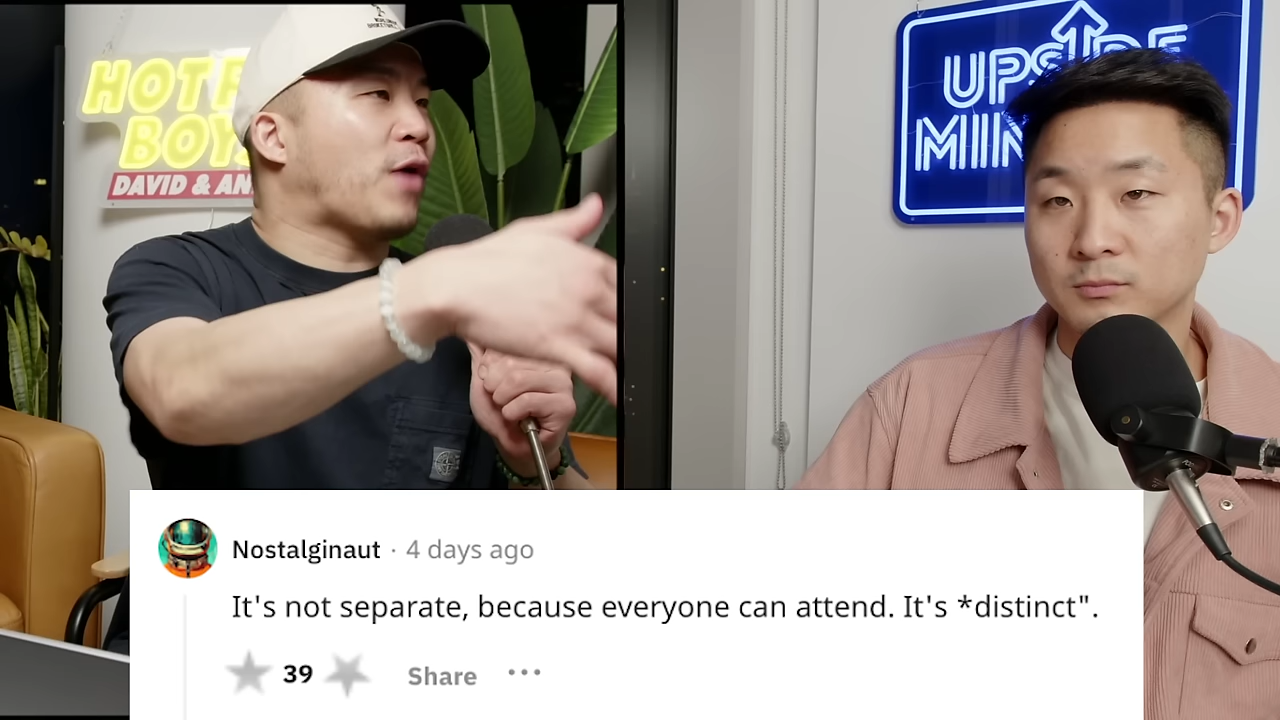 HOT
BOY
DAVID & AN
UPSIDE
MIN
Nostalginaut · 4 days ago
It's not separate, because everyone can attend. It's *distinct".
39
Share